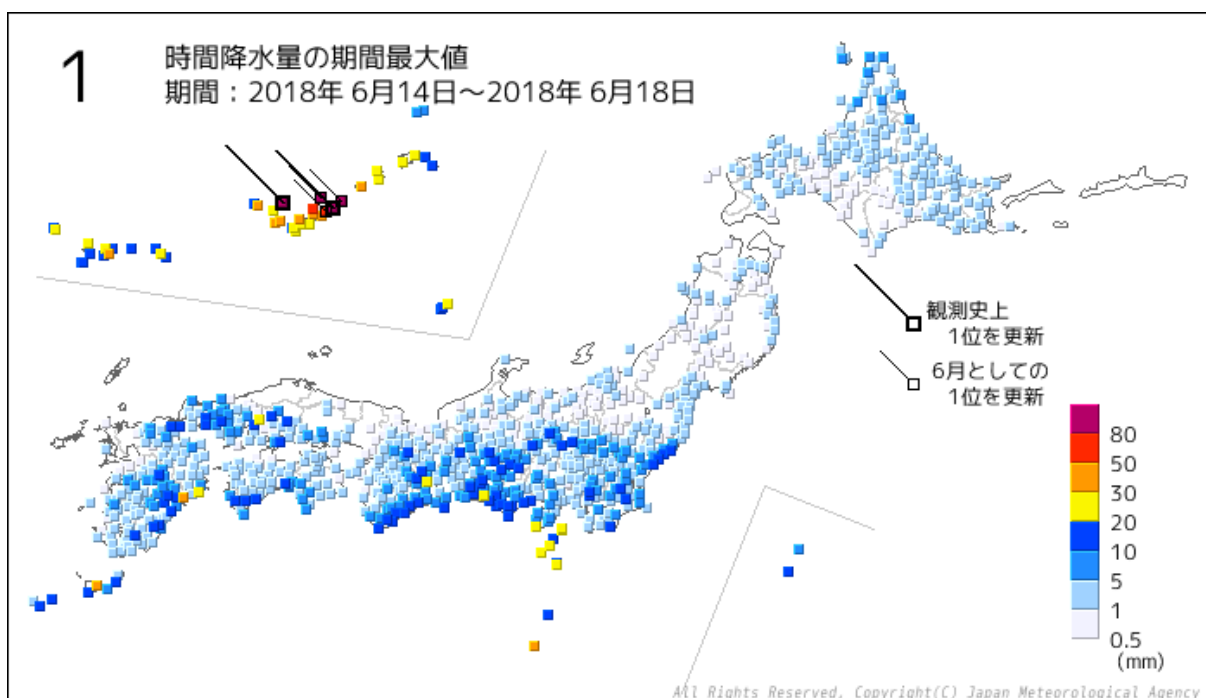 1
時間降水量の期間最大値
期間：2018年 6月14日～2018年 6月18日
観測史上
1位を更新
6月としての
1位を更新
80
50
30
20
10
5
1
0.5
(mm)
All Rights Reserved. Copyright(C) Japan Meteorological Agency